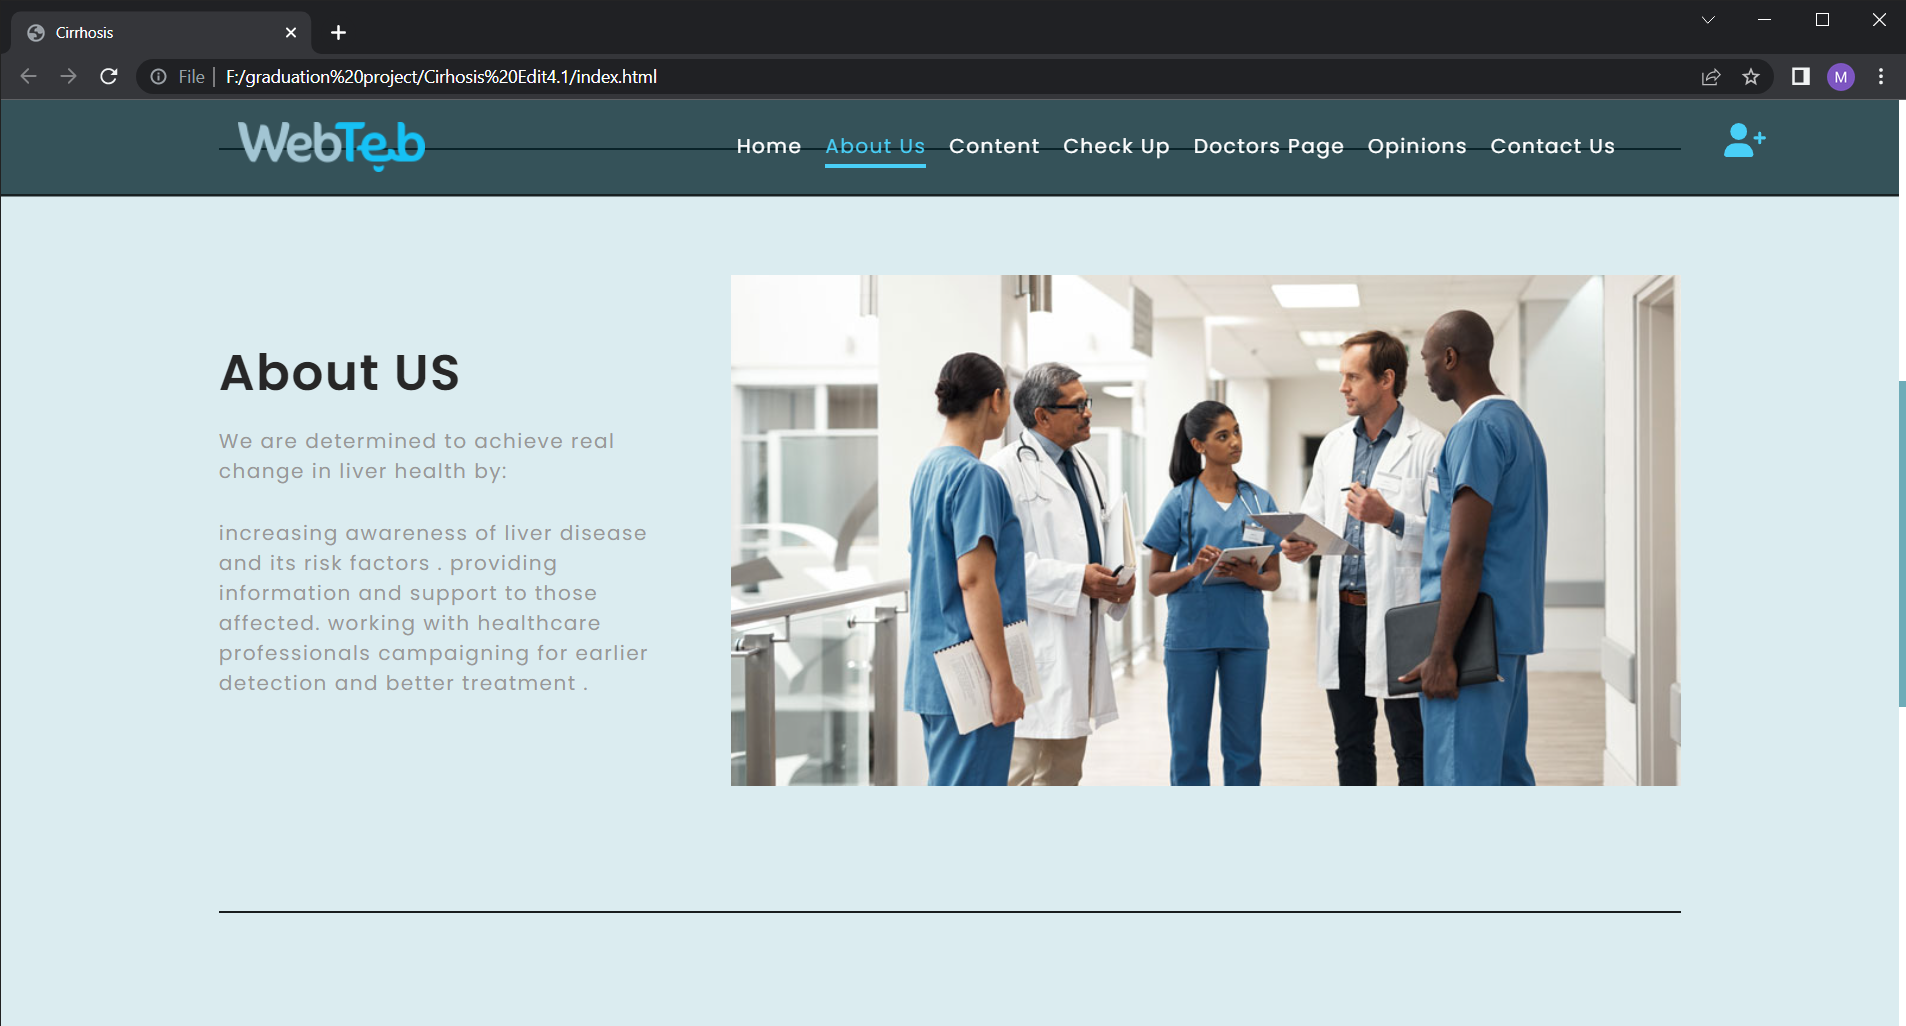 Cirrhosis
File
F:/graduation%20project/Cirhosis%20Edit4.1/index.html
M
WebTeb
Home About Us Content Check Up Doctors Page Opinions Contact Us
About US
We are determined to achieve real
change in liver health by:
increasing awareness of liver disease
and its risk factors . providing
information and support to those
affected. working with healthcare
professionals campaigning for earlier
detection and better treatment .